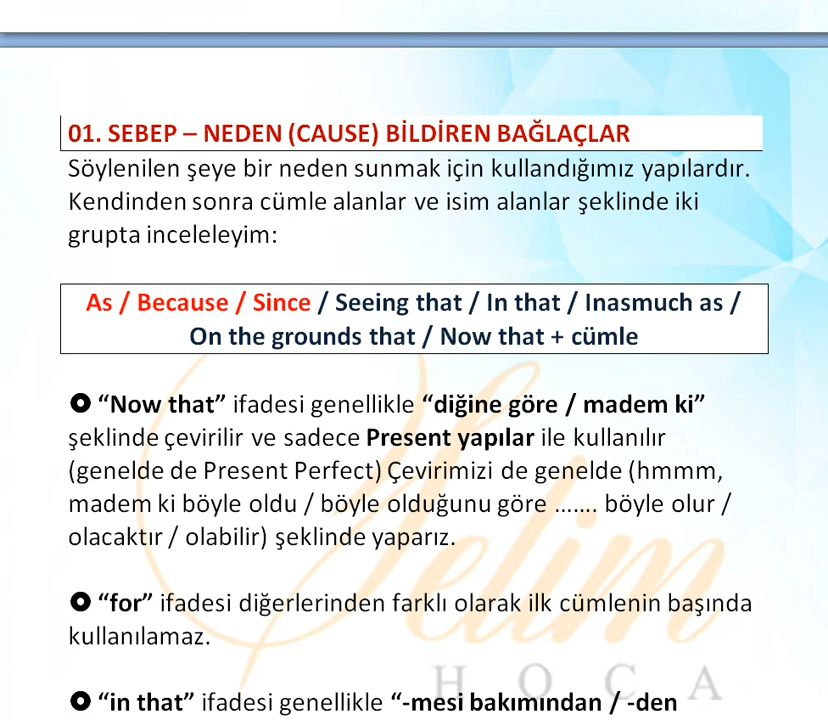 01. SEBEP – NEDEN (CAUSE) BİLDİREN BAĞLAÇLAR
Söylenilen şeye bir neden sunmak için kullandığımız yapılardır.
Kendinden sonra cümle alanlar ve isim alanlar şeklinde iki
grupta inceleleyim:
As / Because / Since / Seeing that / In that / Inasmuch as /
On the grounds that / Now that + cümle
“Now that” ifadesi genellikle “diğine göre / madem ki”
şeklinde çevirilir ve sadece Present yapılar ile kullanılır
(genelde de Present Perfect) Çevirimizi de genelde (hmmm,
madem ki böyle oldu / böyle olduğunu göre ....... böyle olur /
olacaktır / olabilir) şeklinde yaparız.
“for” ifadesi diğerlerinden farklı olarak ilk cümlenin başında
kullanılamaz.
“in that” ifadesi genellikle “-mesi bakımından / -den
Selim
HOCA